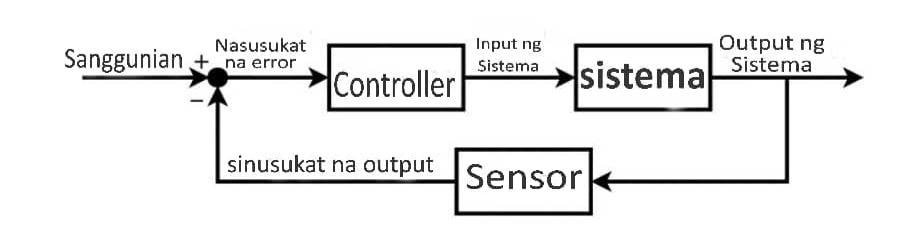 Sanggunian
+
Nasusukat
na error
Controller
Input ng
Sistema
sistema
Output ng
Sistema
−
sinusukat na output
Sensor